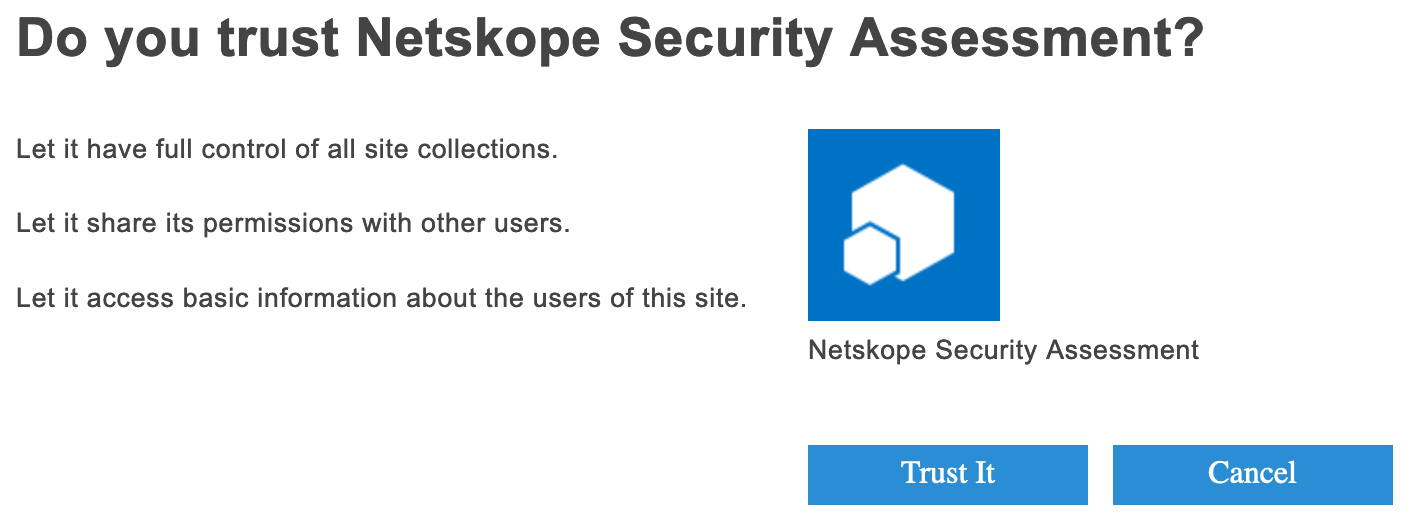 Do you trust Netskope Security Assessment?
Let it have full control of all site collections.
Let it share its permissions with other users.
Let it access basic information about the users of this site.
Netskope Security Assessment
Trust It
Cancel